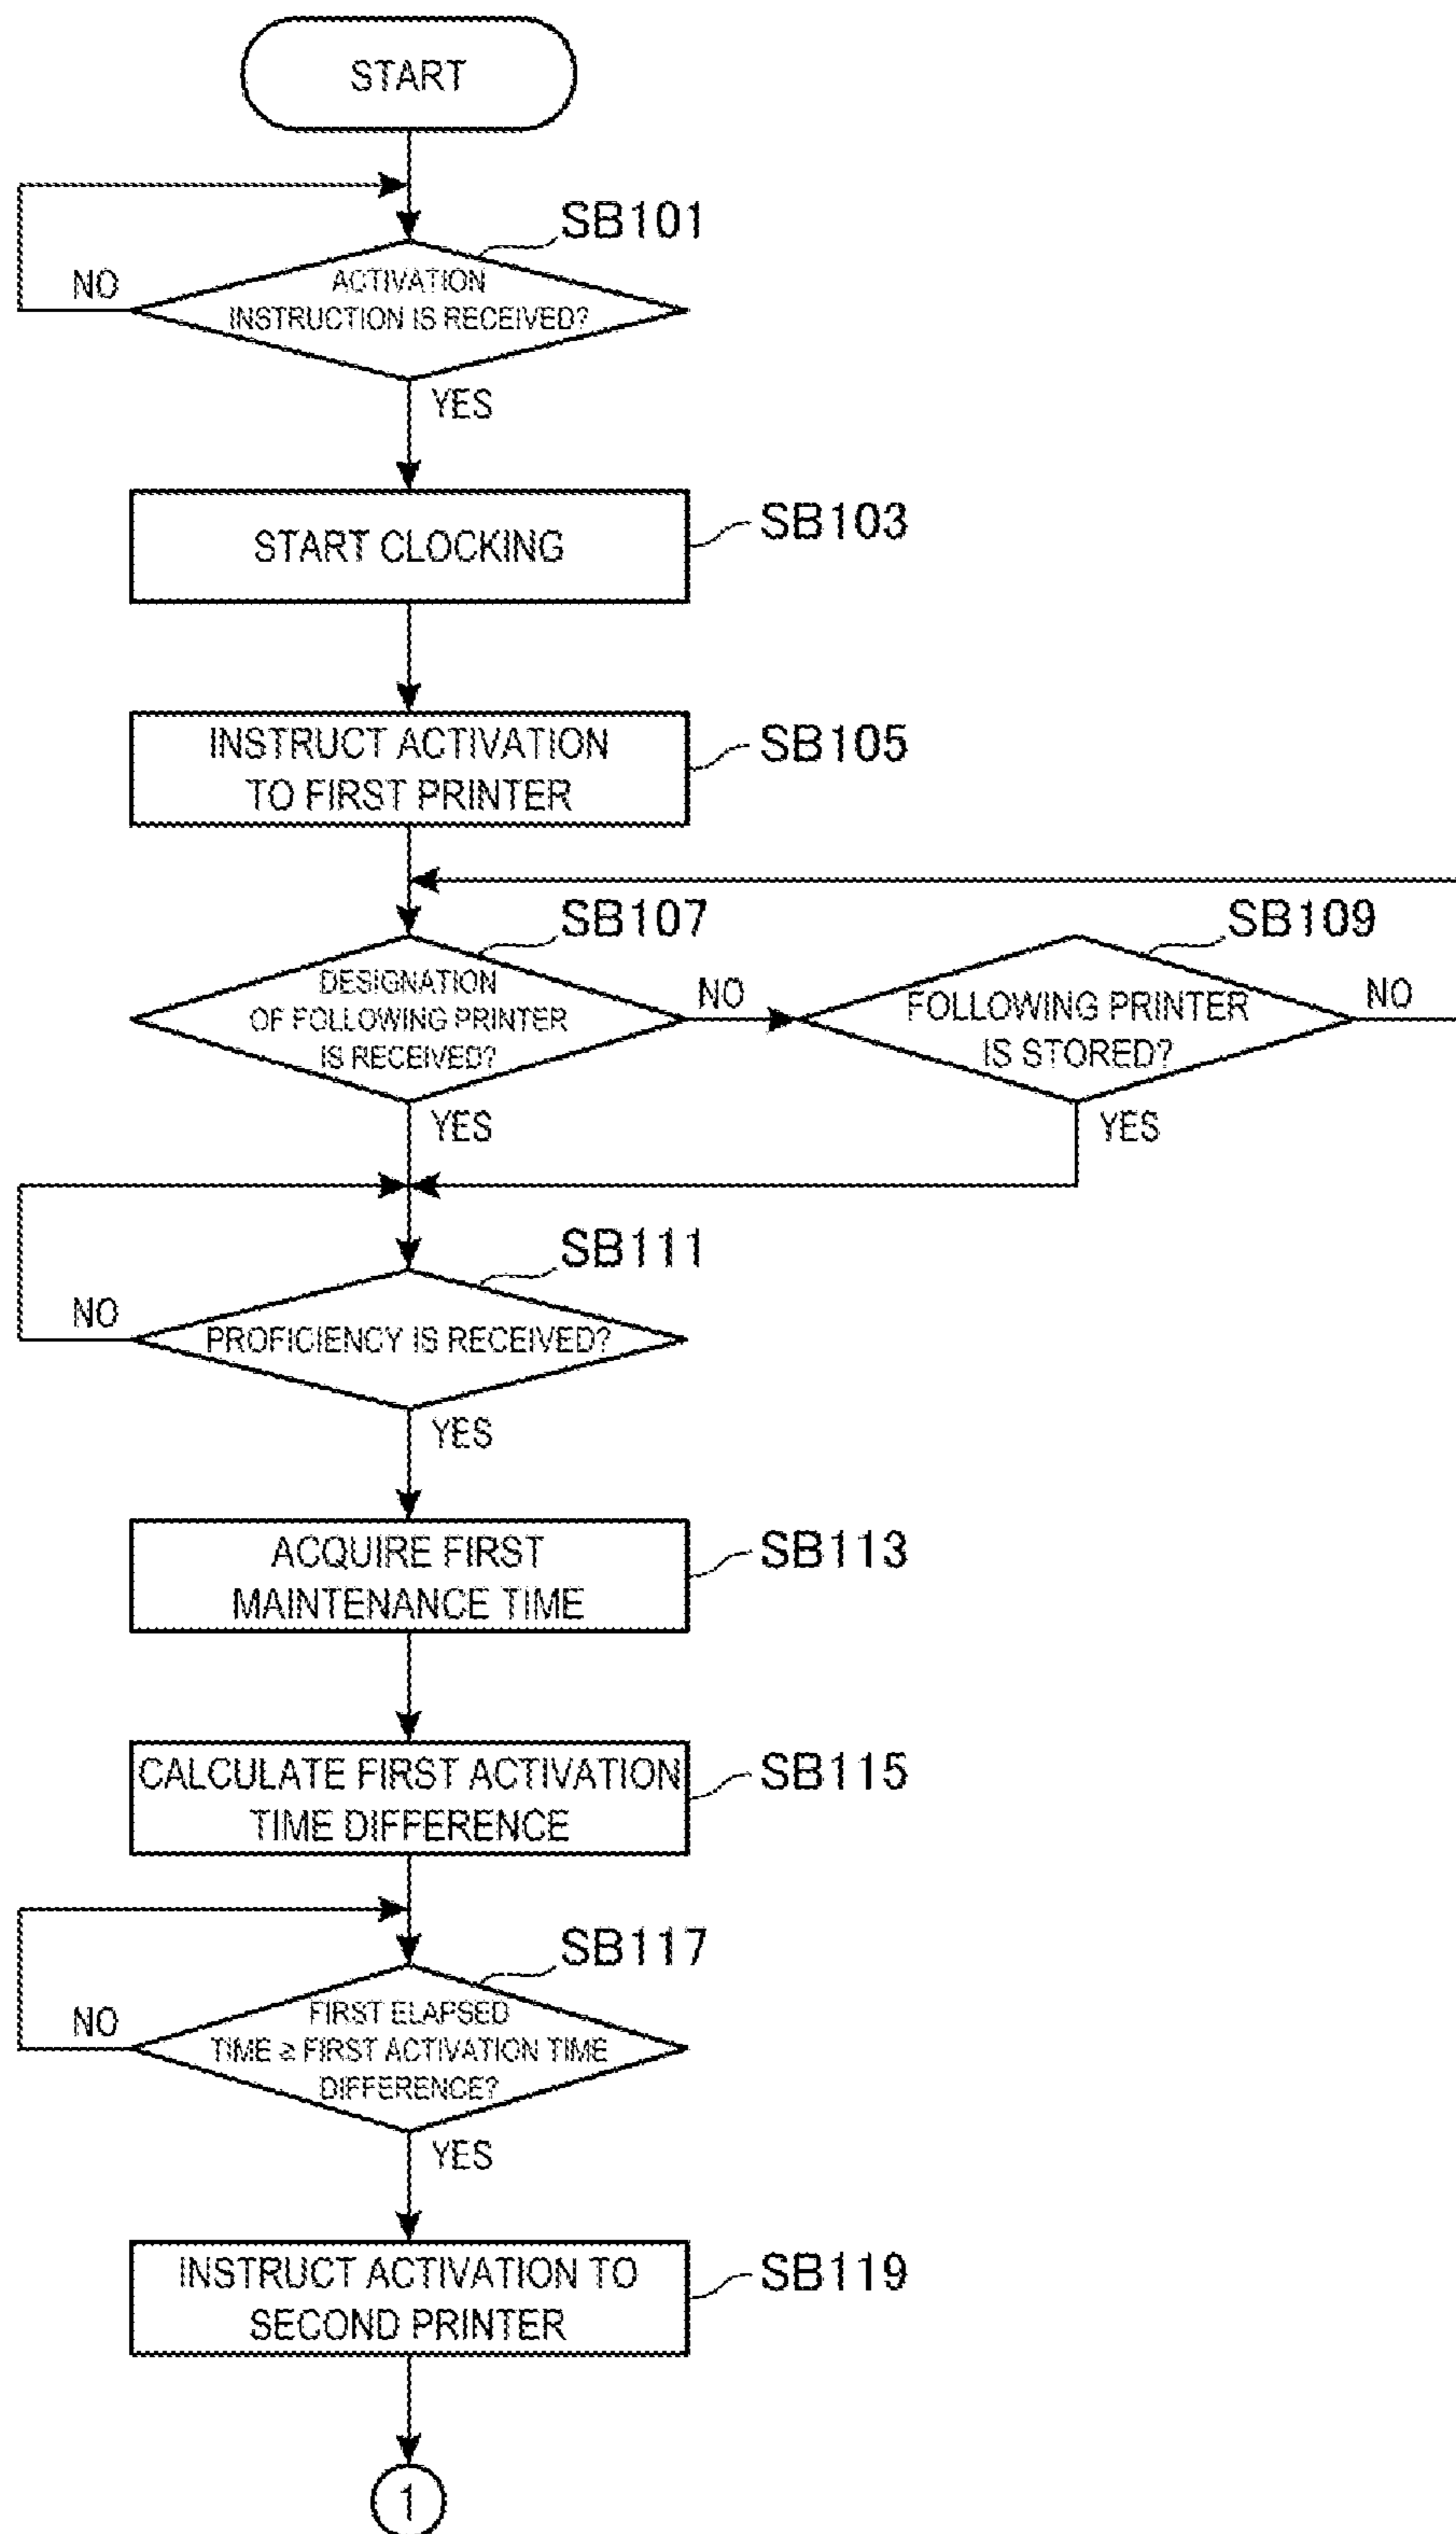 START
SB101
NO
ACTIVATION
INSTRUCTION IS RECEIVED?
YES
START CLOCKING
SB103
INSTRUCT ACTIVATION
TO FIRST PRINTER
SB105
SB107
SB109
DESIGNATION
OF FOLLOWING PRINTER
IS RECEIVED?
NO
FOLLOWING PRINTER
IS STORED?
NO
YES
YES
SB111
NO
PROFICIENCY IS RECEIVED?
YES
ACQUIRE FIRST
MAINTENANCE TIME
SB113
CALCULATE FIRST ACTIVATION
TIME DIFFERENCE
SB115
SB117
NO
FIRST ELAPSED
TIME ≥ FIRST ACTIVATION TIME
DIFFERENCE?
YES
INSTRUCT ACTIVATION TO
SECOND PRINTER
SB119
1